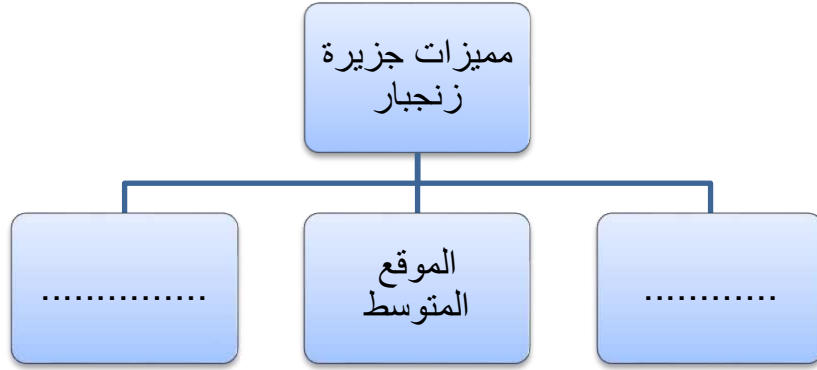 مميزات جزيرة
زنجبار
............
الموقع
المتوسط
...............